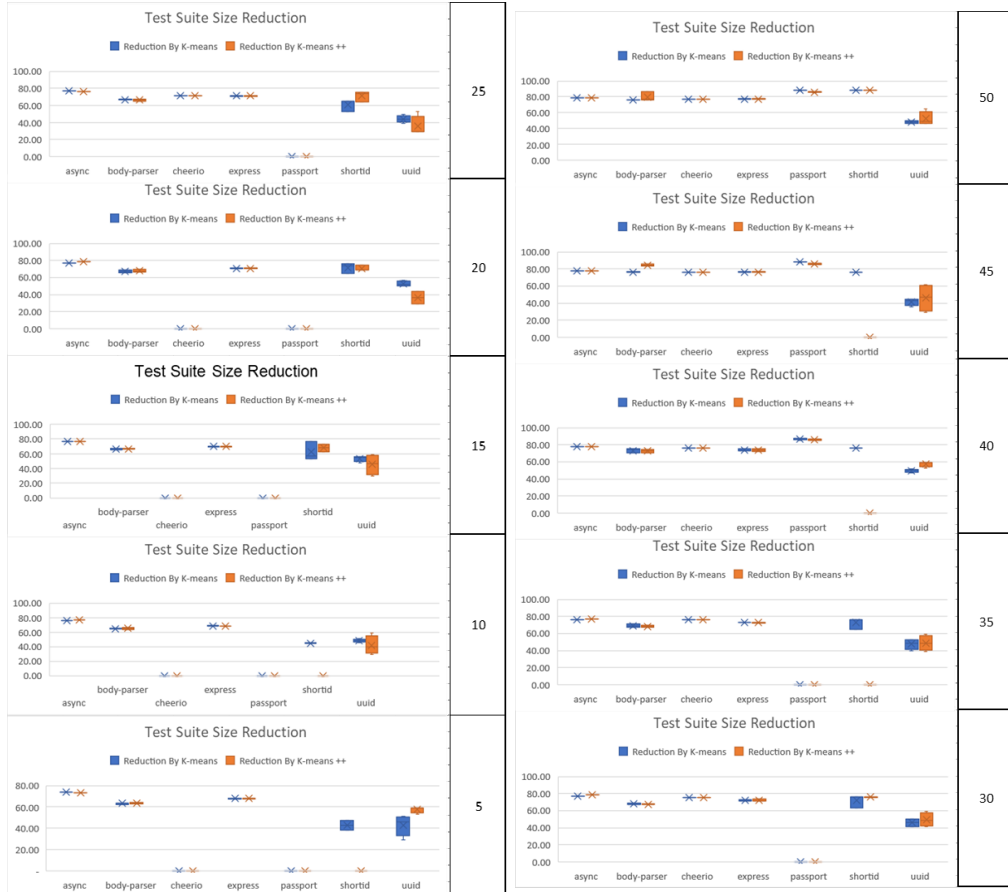 Test Suite Size Reduction
Reduction By K-means Reduction By K-means ++
100.00
80.00
60.00
40.00
20.00
0.00
async body-parser cheerio express passport shortid uuid
25
Test Suite Size Reduction
Reduction By K-means Reduction By K-means ++
100.00
80.00
60.00
40.00
20.00
0.00
async body-parser cheerio express passport shortid uuid
20
Test Suite Size Reduction
Reduction By K-means Reduction By K-means ++
100.00
80.00
60.00
40.00
20.00
0.00
body-parser express shortid
async cheerio passport uuid
15
Test Suite Size Reduction
Reduction By K-means Reduction By K-means ++
100.00
80.00
60.00
40.00
20.00
0.00
body-parser express shortid
async cheerio passport uuid
10
Test Suite Size Reduction
Reduction By K-means Reduction By K-means ++
80.00
60.00
40.00
20.00
-
async body-parser cheerio express passport shortid uuid
5
Test Suite Size Reduction
Reduction By K-means Reduction By K-means ++
100.00
80.00
60.00
40.00
20.00
0.00
async body-parser cheerio express passport shortid uuid
50
Test Suite Size Reduction
Reduction By K-means Reduction By K-means ++
100.00
80.00
60.00
40.00
20.00
0.00
async body-parser cheerio express passport shortid uuid
45
Test Suite Size Reduction
Reduction By K-means Reduction By K-means ++
100.00
80.00
60.00
40.00
20.00
0.00
async body-parser cheerio express passport shortid uuid
40
Test Suite Size Reduction
Reduction By K-means Reduction By K-means ++
100.00
80.00
60.00
40.00
20.00
0.00
async body-parser cheerio express passport shortid uuid
35
Test Suite Size Reduction
Reduction By K-means Reduction By K-means ++
100.00
80.00
60.00
40.00
20.00
0.00
async body-parser cheerio express passport shortid uuid
30